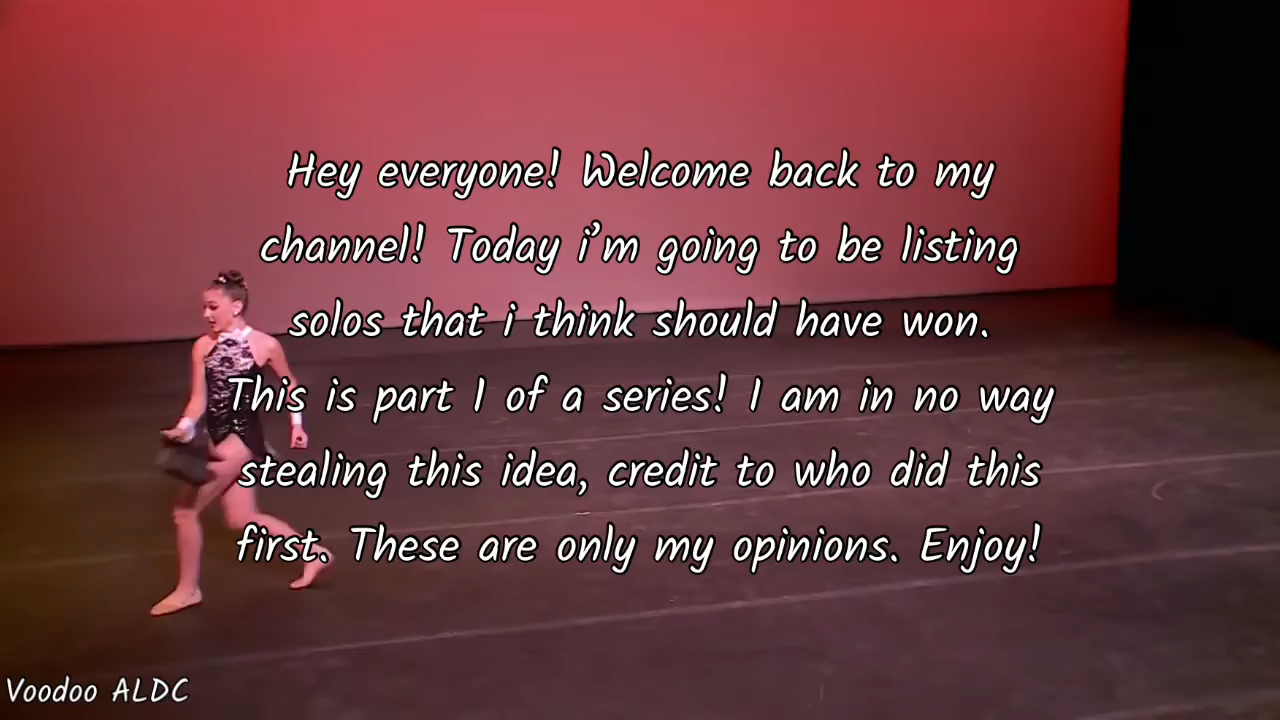 Hey everyone! Welcome back to my
channel! Today i'm going to be listing
solos that i think should have won.
This is part 1 of a series! I am in no way
stealing this idea, credit to who did this
first. These are only my opinions. Enjoy!
Voodoo ALDC